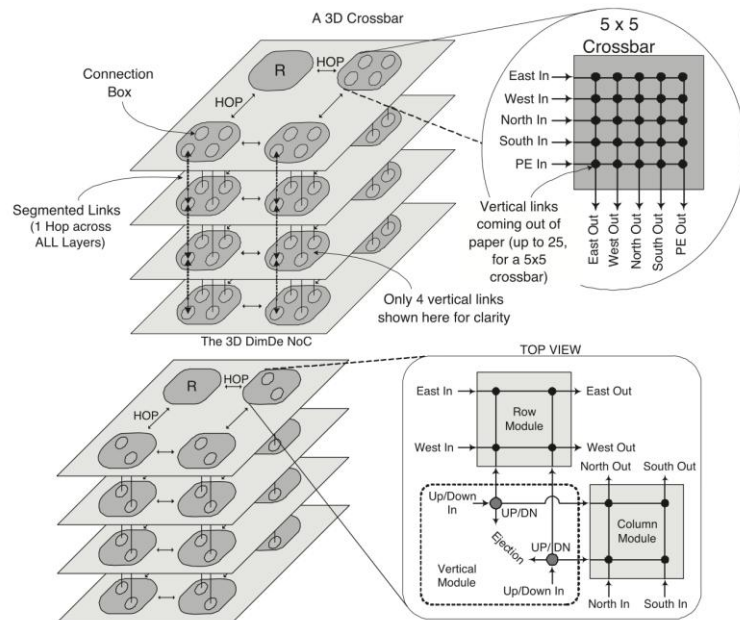 A 3D Crossbar
5 x 5
Crossbar
Connection
Box
R
HOP
HOP
East In
West In
North In
South In
PE In
Segmented Links
(1 Hop across
ALL Layers)
Vertical links
coming out of
paper (up to 25,
for a 5x5
crossbar)
East Out
West Out
North Out
South Out
PE Out
Only 4 vertical links
shown here for clarity
The 3D DimDe NoC
TOP VIEW
R
HOP
HOP
East In
East Out
Row
Module
West In
West Out
North Out
South Out
Up/Down
In
UP/DN
Column
Module
Ejection
UP/DN
Vertical
Module
Up/Down In
North In
South In